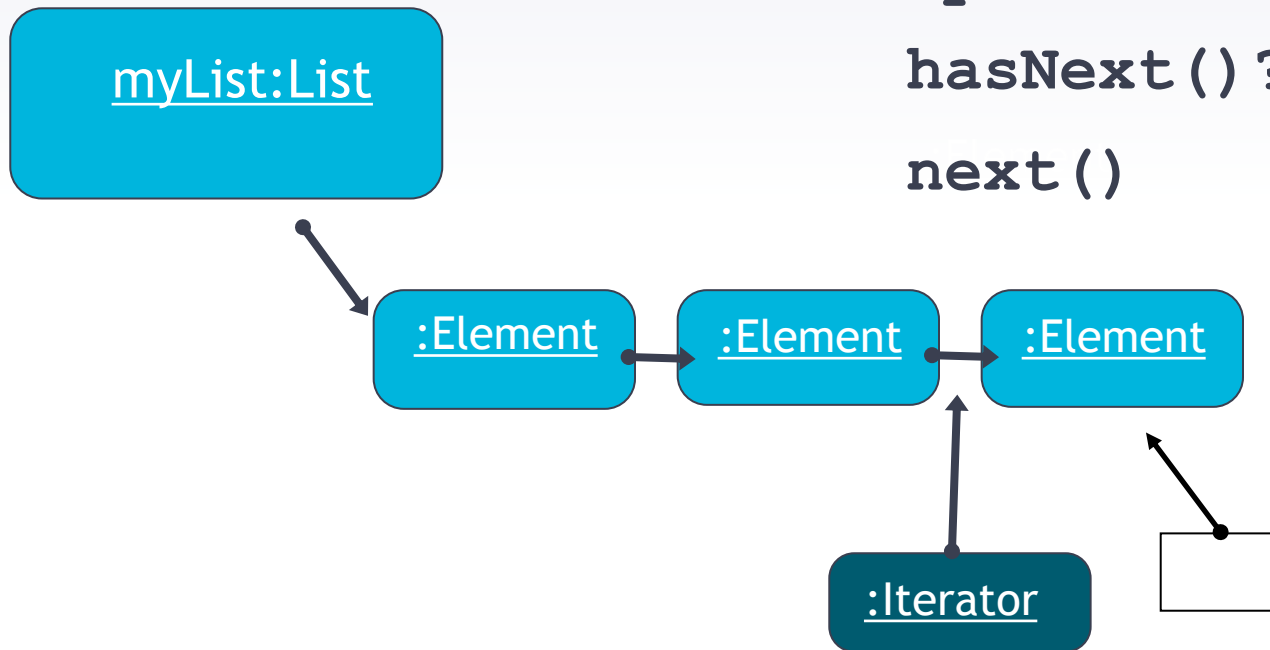 myList:List
hasNext()?
next()
:Element
:Element
:Element
:Iterator